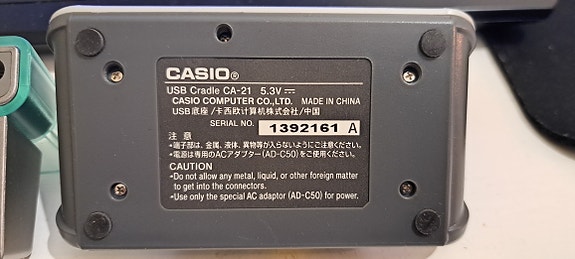 CASIO®
USB Cradle CA-21 5.3V ⎓
CASIO COMPUTER CO.,LTD. MADE IN CHINA
USB底座/卡西欧计算机株式会社/中国
SERIAL NO. 1392161 A
注 意
*端子部は、金属、液体、異物等が入らないようにご注意ください。
*電源は専用のACアダプター(AD-C50)をご使用ください。
CAUTION
*Do not allow any metal, liquid, or other foreign matter
to get into the connectors.
*Use only the special AC adaptor (AD-C50) for power.